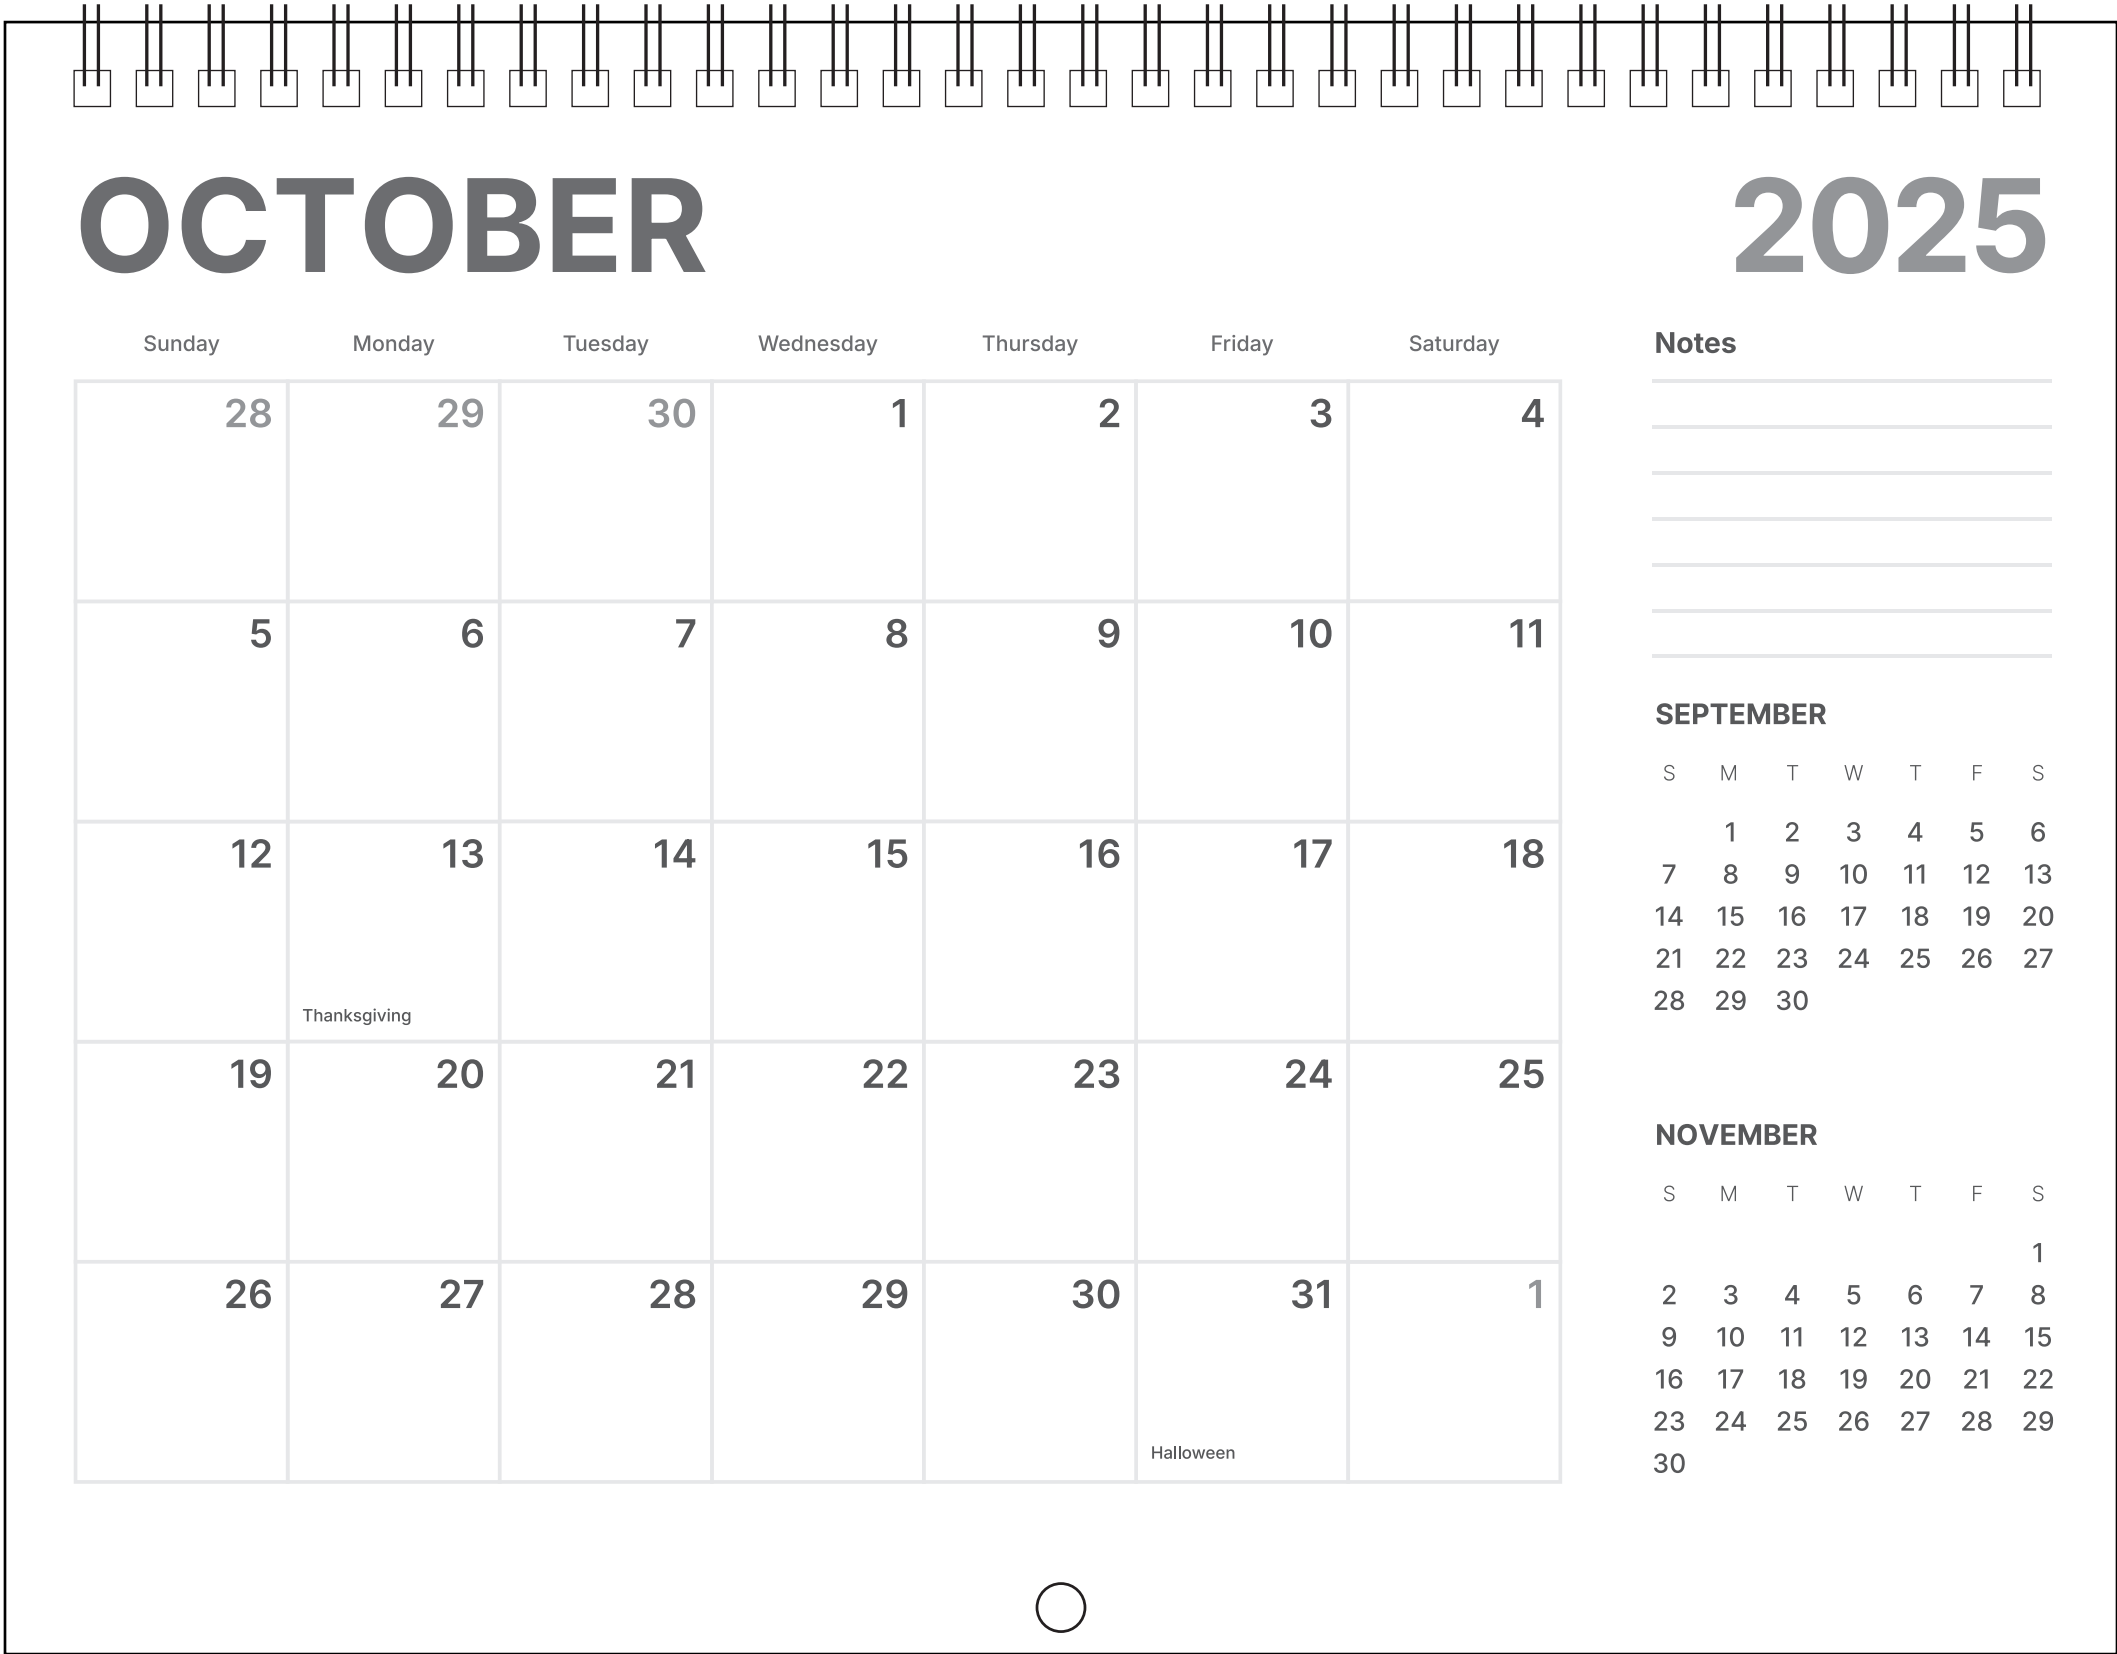 OCTOBER 2025
Sunday Monday Tuesday Wednesday Thursday Friday Saturday
28 29 30 1 2 3 4
5 6 7 8 9 10 11
12 13 14 15 16 17 18
Thanksgiving
19 20 21 22 23 24 25
26 27 28 29 30 31 1
Halloween
Notes
SEPTEMBER
S M T W T F S
1 2 3 4 5 6
7 8 9 10 11 12 13
14 15 16 17 18 19 20
21 22 23 24 25 26 27
28 29 30
NOVEMBER
S M T W T F S
1
2 3 4 5 6 7 8
9 10 11 12 13 14 15
16 17 18 19 20 21 22
23 24 25 26 27 28 29
30